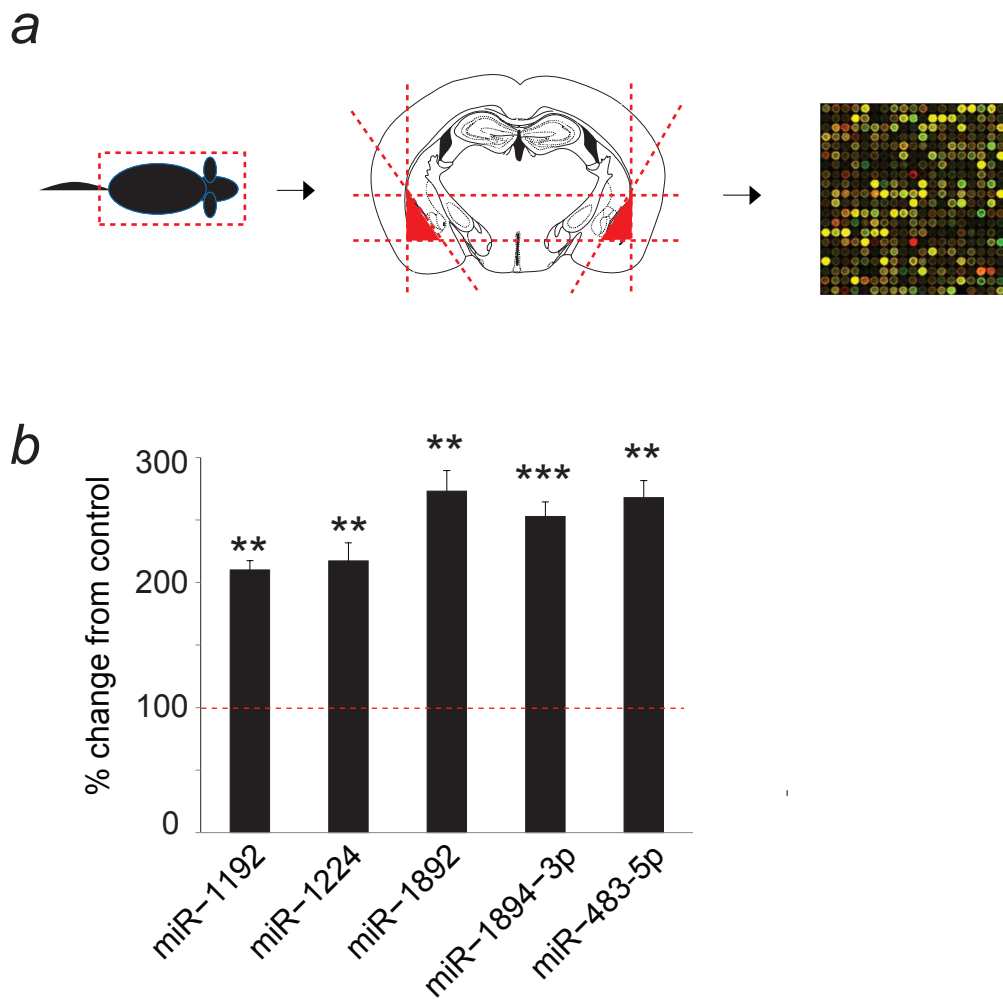 a
b
% change from control
300
200
100
0
**
**
**
***
**
miR−1192
miR−1224
miR−1892
miR−1894−3p
miR−483-5p